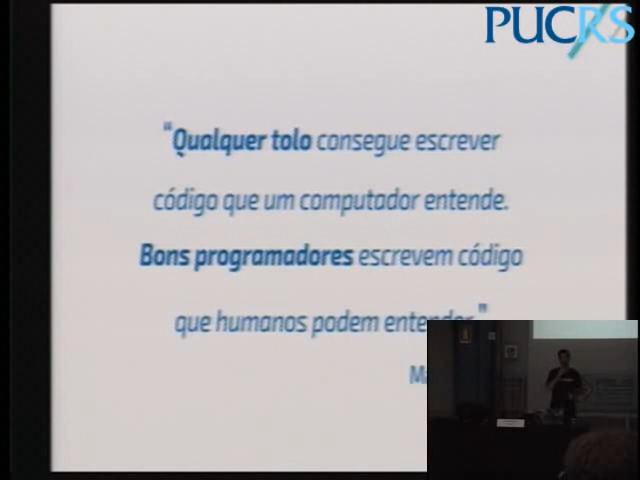 PUCRS
"Qualquer tolo consegue escrever
código que um computador entende.
Bons programadores escrevem código
que humanos podem entender."